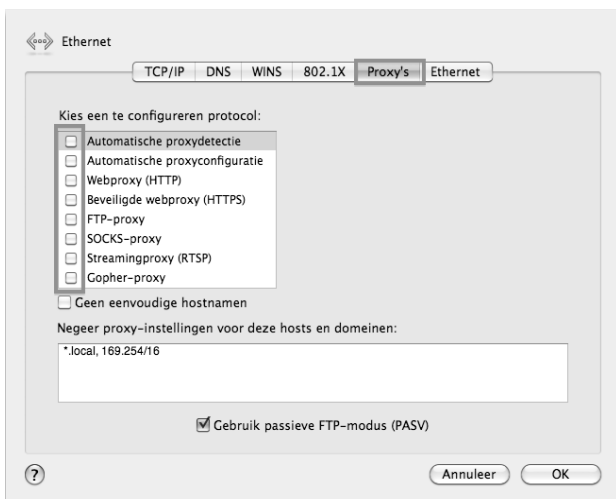 Ethernet
TCP/IP DNS WINS 802.1X Proxy's Ethernet
Kies een te configureren protocol:
Automatische proxydetectie
Automatische proxyconfiguratie
Webproxy (HTTP)
Beveiligde webproxy (HTTPS)
FTP-proxy
SOCKS-proxy
Streamingproxy (RTSP)
Gopher-proxy
Geen eenvoudige hostnamen
Negeer proxy-instellingen voor deze hosts en domeinen:
*.local, 169.254/16
Gebruik passieve FTP-modus (PASV)
? Annuleer OK